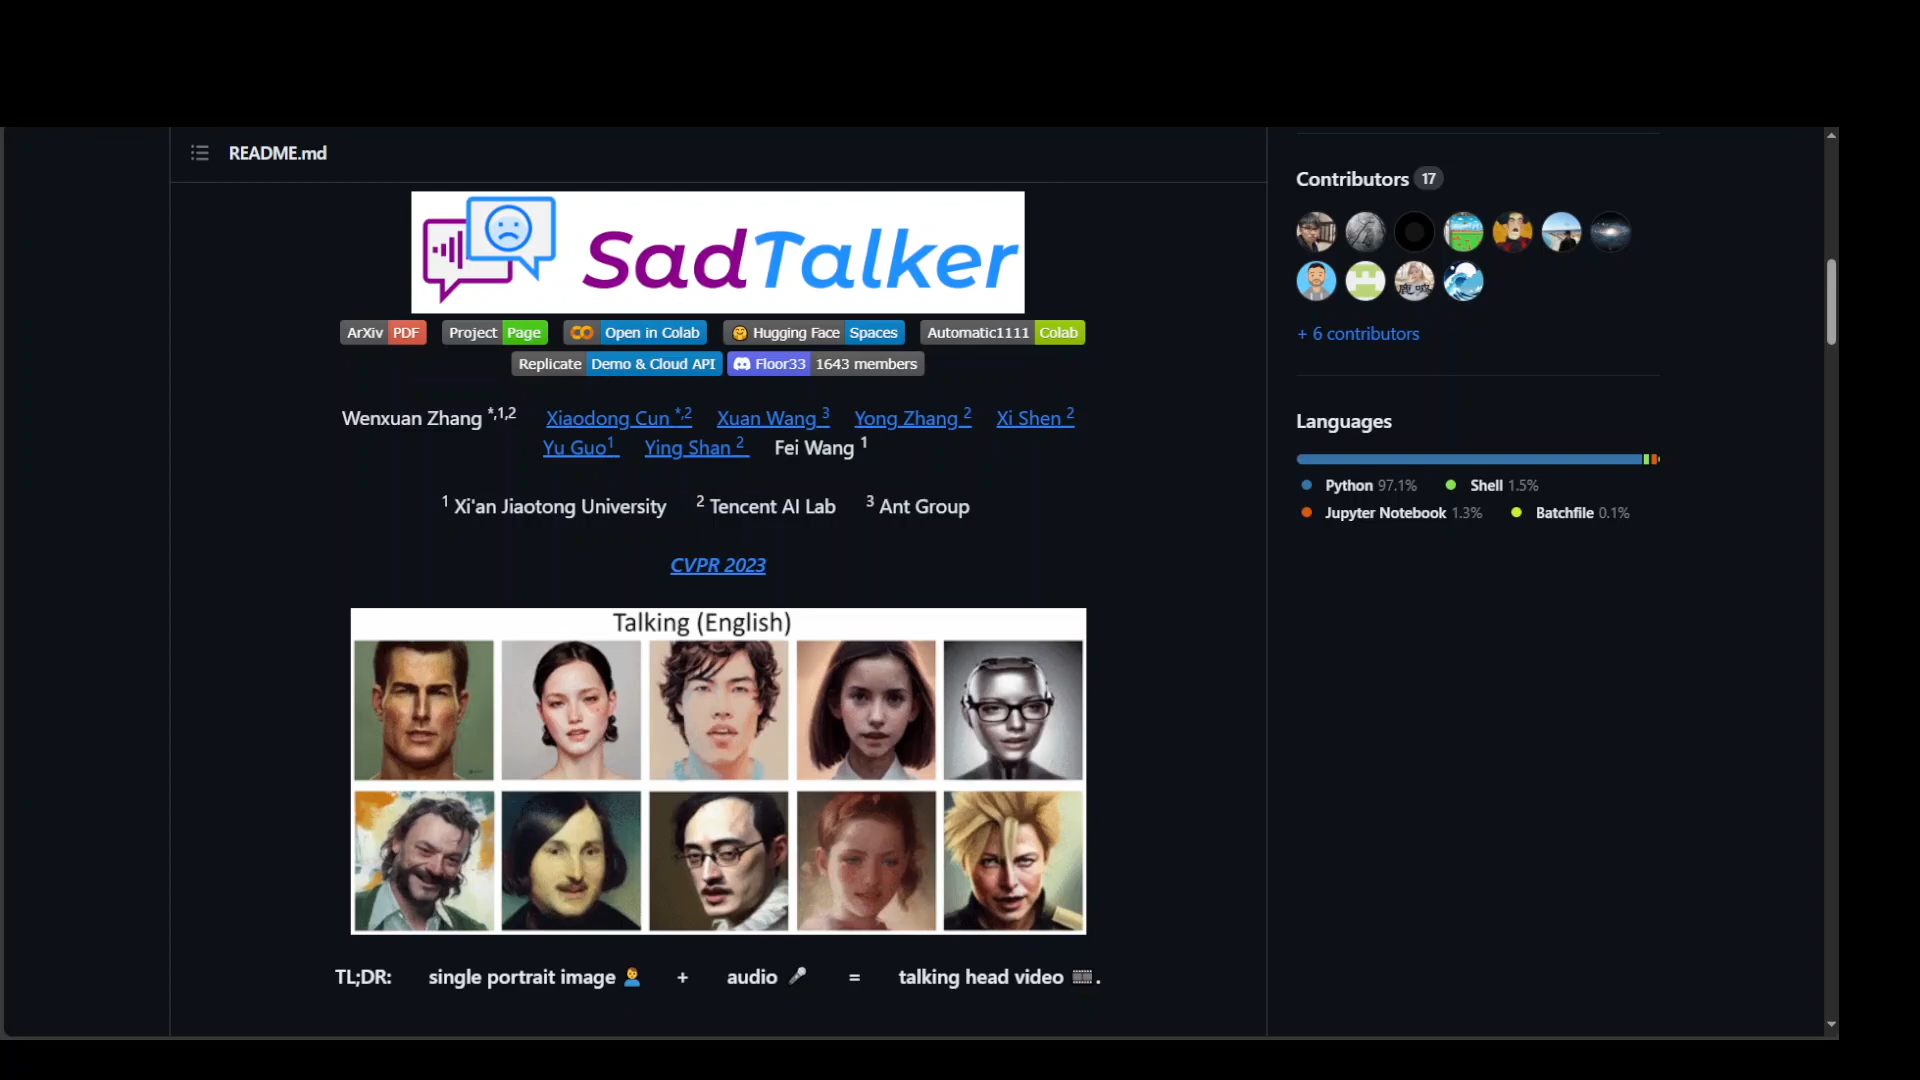 README.md
SadTalker
ArXiv PDF Project Page Open in Colab Hugging Face Spaces Automatic1111 Colab
Replicate Demo & Cloud API Floor33 1643 members
Wenxuan Zhang *,1,2 Xiaodong Cun *,2 Xuan Wang 3 Yong Zhang 2 Xi Shen 2
Yu Guo1 Ying Shan 2 Fei Wang 1
1 Xi'an Jiaotong University 2 Tencent AI Lab 3 Ant Group
CVPR 2023
Talking (English)
TL;DR: single portrait image + audio = talking head video .
Contributors 17
+ 6 contributors
Languages
Python 97.1% Shell 1.5%
Jupyter Notebook 1.3% Batchfile 0.1%